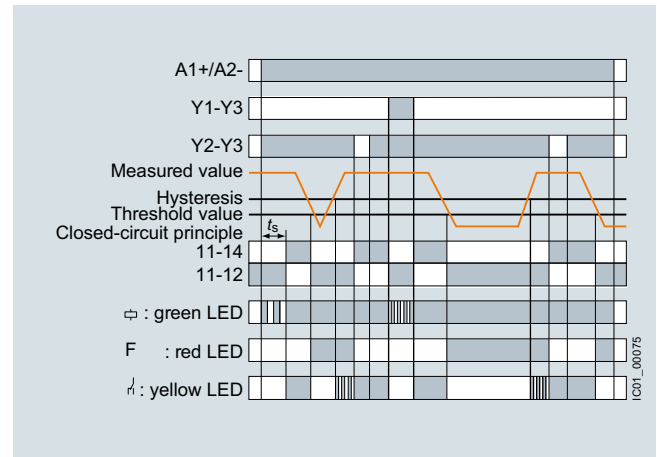 A1+/A2-
Y1-Y3
Y2-Y3
Measured value
Hysteresis
Threshold value
Closed-circuit principle
ts
11-14
11-12
: green LED
F : red LED
: yellow LED
IC01_00075